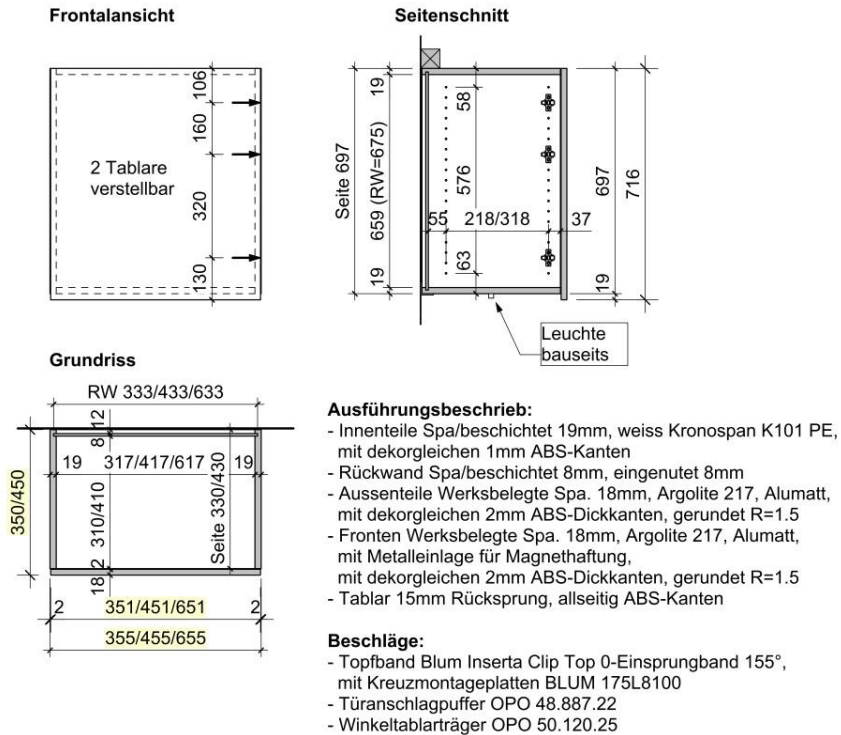 Frontalansicht
106
160
320
130
2 Tablare
verstellbar
Seitenschnitt
Seite 697
19
659 (RW=675)
19
58
576
63
55
218/318
37
697
19
716
Leuchte
bauseits
Grundriss
RW 333/433/633
12
8
19
317/417/617
19
350/450
310/410
Seite 330/430
2
18
2
351/451/651
2
355/455/655
Ausführungsbeschrieb:
- Innenteile Spa/beschichtet 19mm, weiss Kronospan K101 PE,
mit dekorgleichen 1mm ABS-Kanten
- Rückwand Spa/beschichtet 8mm, eingenutet 8mm
- Aussenteile Werksbelegte Spa. 18mm, Argolite 217, Alumatt,
mit dekorgleichen 2mm ABS-Dickkanten, gerundet R=1.5
- Fronten Werksbelegte Spa. 18mm, Argolite 217, Alumatt,
mit Metalleinlage für Magnethaftung,
mit dekorgleichen 2mm ABS-Dickkanten, gerundet R=1.5
- Tablar 15mm Rücksprung, allseitig ABS-Kanten
Beschläge:
- Topfband Blum Inserta Clip Top 0-Einsprungband 155°,
mit Kreuzmontageplatten BLUM 175L8100
- Türanschlagpuffer OPO 48.887.22
- Winkeltablarträger OPO 50.120.25